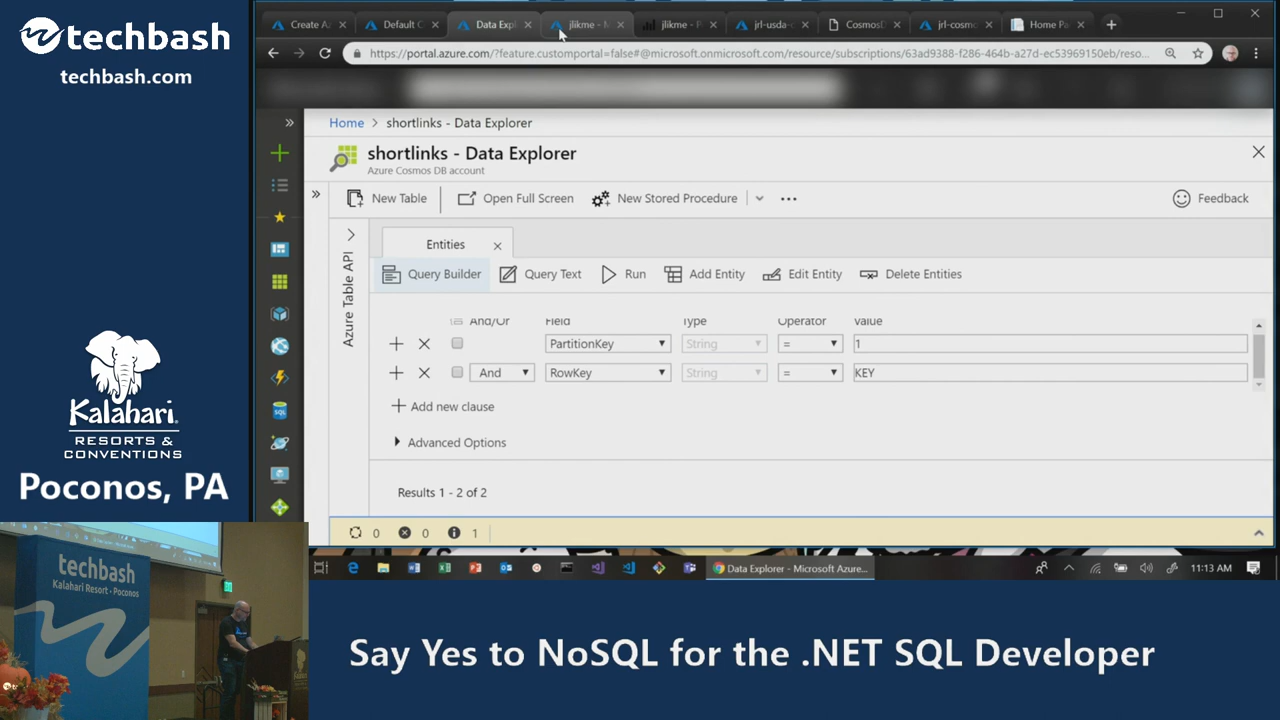 techbash
techbash.com
Kalahari®
RESORTS &
CONVENTIONS
Poconos, PA
techbash
Kalahari Resort · Poconos
Create Az
Default C
Data Expl
jlikme - M
jlikme - P
jrl-usda-c
CosmosD
jrl-cosmo
Home Pa
https://portal.azure.com/?feature.customportal=false#@microsoft.onmicrosoft.com/resource/subscriptions/63ad9388-f286-464b-a27d-ec53969150eb/reso...
Home > shortlinks - Data Explorer
shortlinks - Data Explorer
Azure Cosmos DB account
New Table
Open Full Screen
New Stored Procedure
Feedback
Azure Table API
Entities
Query Builder
Query Text
Run
Add Entity
Edit Entity
Delete Entities
And/Or Field Type Operator Value
PartitionKey String = 1
And RowKey String = KEY
Add new clause
Advanced Options
Results 1 - 2 of 2
0 0 1
SQL
Data Explorer - Microsoft Azure...
11:13 AM
Say Yes to NoSQL for the .NET SQL Developer